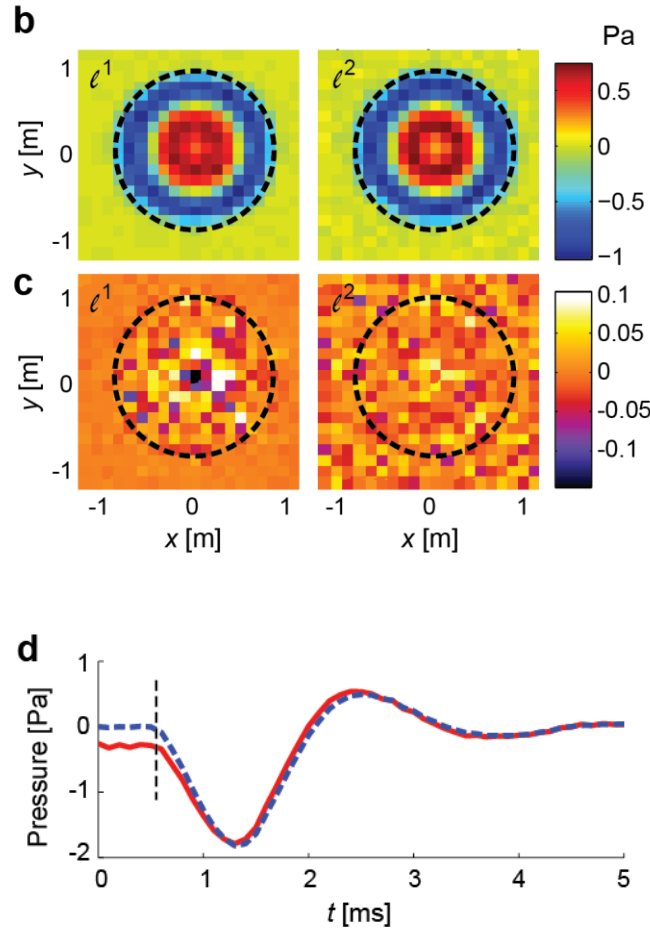 b
Pa
ℓ1
ℓ2
1
0
-1
y [m]
0.5
0
−0.5
−1
c
ℓ1
ℓ2
1
0
-1
y [m]
0.1
0.05
0
-0.05
-0.1
-1 0 1
-1 0 1
x [m]
x [m]
d
1
0
-1
-2
Pressure [Pa]
0 1 2 3 4 5
t [ms]